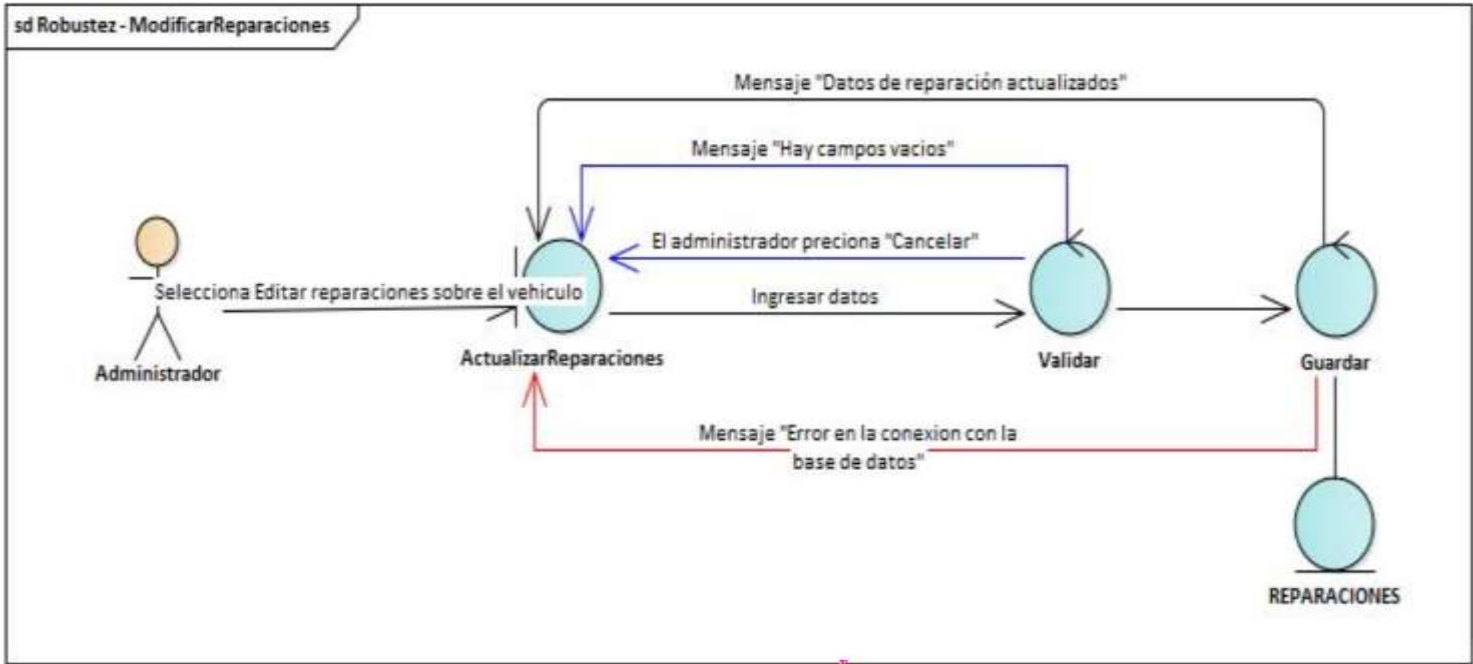 sd Robustez - ModificarReparaciones
Mensaje "Datos de reparación actualizados"
Mensaje "Hay campos vacios"
El administrador preciona "Cancelar"
Selecciona Editar reparaciones sobre el vehiculo
Ingresar datos
ActualizarReparaciones
Validar
Guardar
Administrador
Mensaje "Error en la conexion con la
base de datos"
REPARACIONES